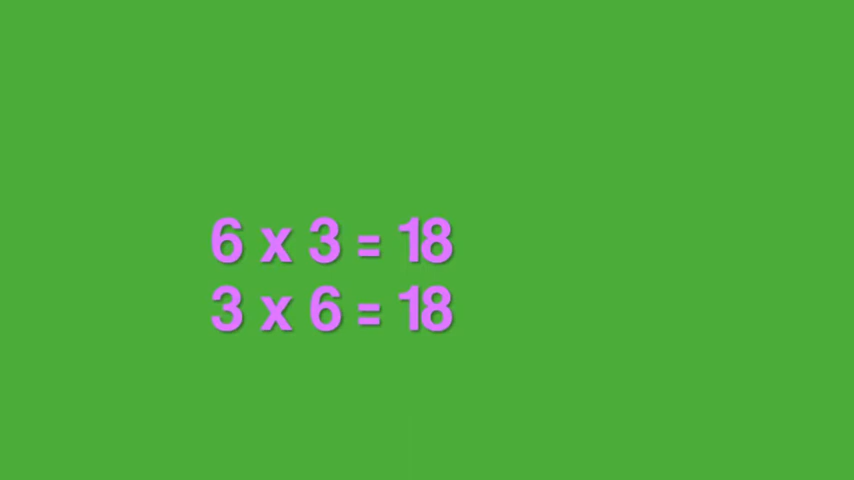 6 x 3 = 18
3 x 6 = 18